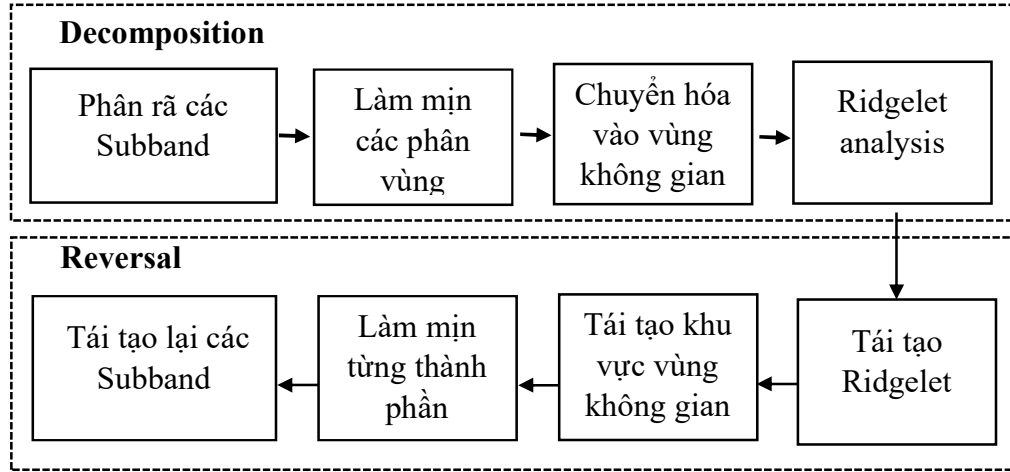 Decomposition
Phân rã các
Subband
Làm mịn
các phân
vùng
Chuyển hóa
vào vùng
không gian
Ridgelet
analysis
Reversal
Tái tạo lại các
Subband
Làm mịn
từng thành
phần
Tái tạo khu
vực vùng
không gian
Tái tạo
Ridgelet